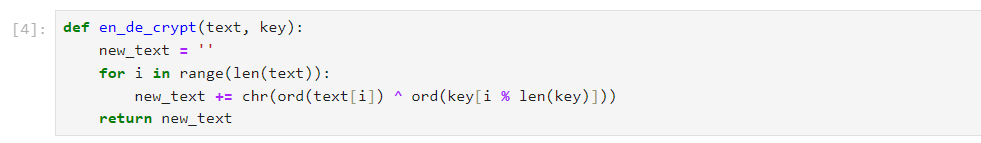 [4]: def en_de_crypt(text, key):
    new_text = ''
    for i in range(len(text)):
        new_text += chr(ord(text[i]) ^ ord(key[i % len(key)]))
    return new_text